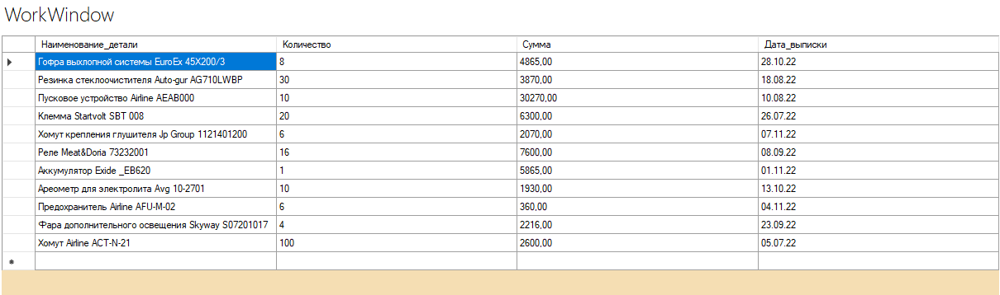 WorkWindow
Наименование_детали Количество Сумма Дата_выписки
Гофра выхлопной системы EuroEx 45X200/3 8 4865,00 28.10.22
Резинка стеклоочистителя Auto-gur AG710LWBP 30 3870,00 18.08.22
Пусковое устройство Airline AEAB000 10 30270,00 10.08.22
Клемма Startvolt SBT 008 20 6300,00 26.07.22
Хомут крепления глушителя Jp Group 1121401200 6 2070,00 07.11.22
Реле Meat&Doria 73232001 16 7600,00 08.09.22
Аккумулятор Exide _EB620 1 5865,00 01.11.22
Ареометр для электролита Avg 10-2701 10 1930,00 13.10.22
Предохранитель Airline AFU-M-02 6 360,00 04.11.22
Фара дополнительного освещения Skyway S07201017 4 2216,00 23.09.22
Хомут Airline ACT-N-21 100 2600,00 05.07.22